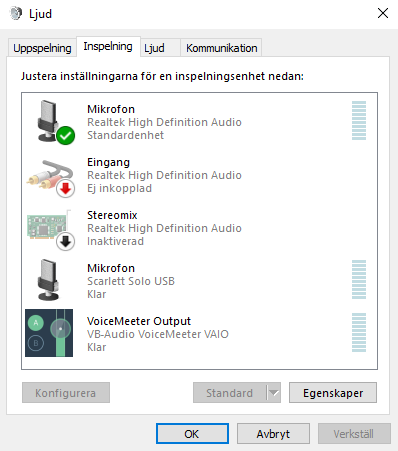 Ljud
Uppspelning
Inspelning
Ljud
Kommunikation
Justera inställningarna för en inspelningsenhet nedan:
Mikrofon
Realtek High Definition Audio
Standardenhet
Eingang
Realtek High Definition Audio
Ej inkopplad
Stereomix
Realtek High Definition Audio
Inaktiverad
Mikrofon
Scarlett Solo USB
Klar
A
B
VoiceMeeter Output
VB-Audio VoiceMeeter VAIO
Klar
Konfigurera
Standard
Egenskaper
OK
Avbryt
Verkställ